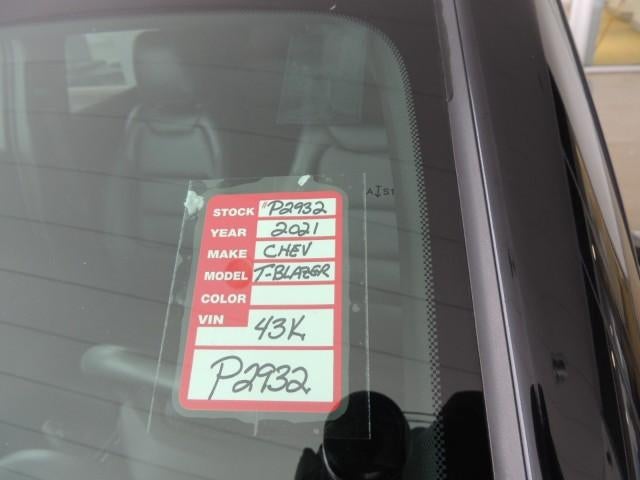 STOCK #P2932
YEAR 2021
MAKE CHEV
MODEL T-BLAZER
COLOR
VIN
43K
P2932